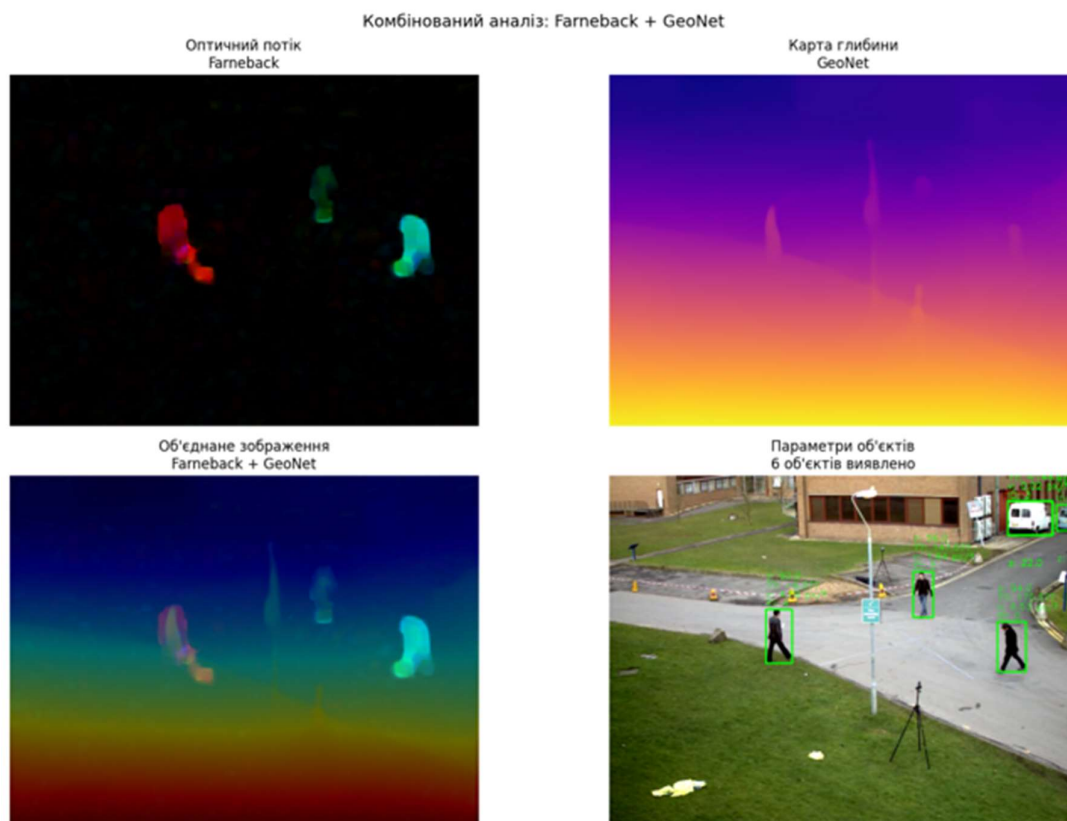 Комбінований аналіз: Farneback + GeoNet
Оптичний потік
Farneback
Карта глибини
GeoNet
Об'єднане зображення
Farneback + GeoNet
Параметри об'єктів
6 об'єктів виявлено